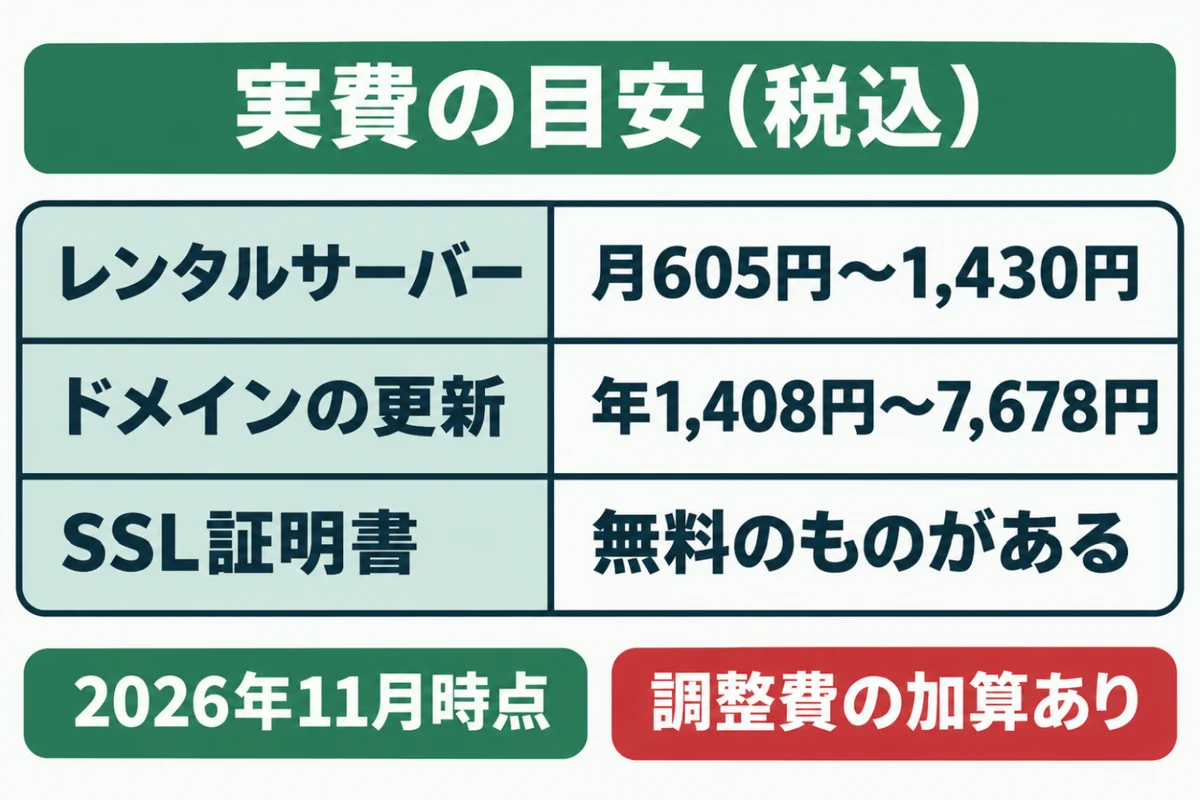 実費の目安（税込）
レンタルサーバー 月605円～1,430円
ドメインの更新 年1,408円～7,678円
SSL証明書 無料のものがある
2026年11月時点 調整費の加算あり